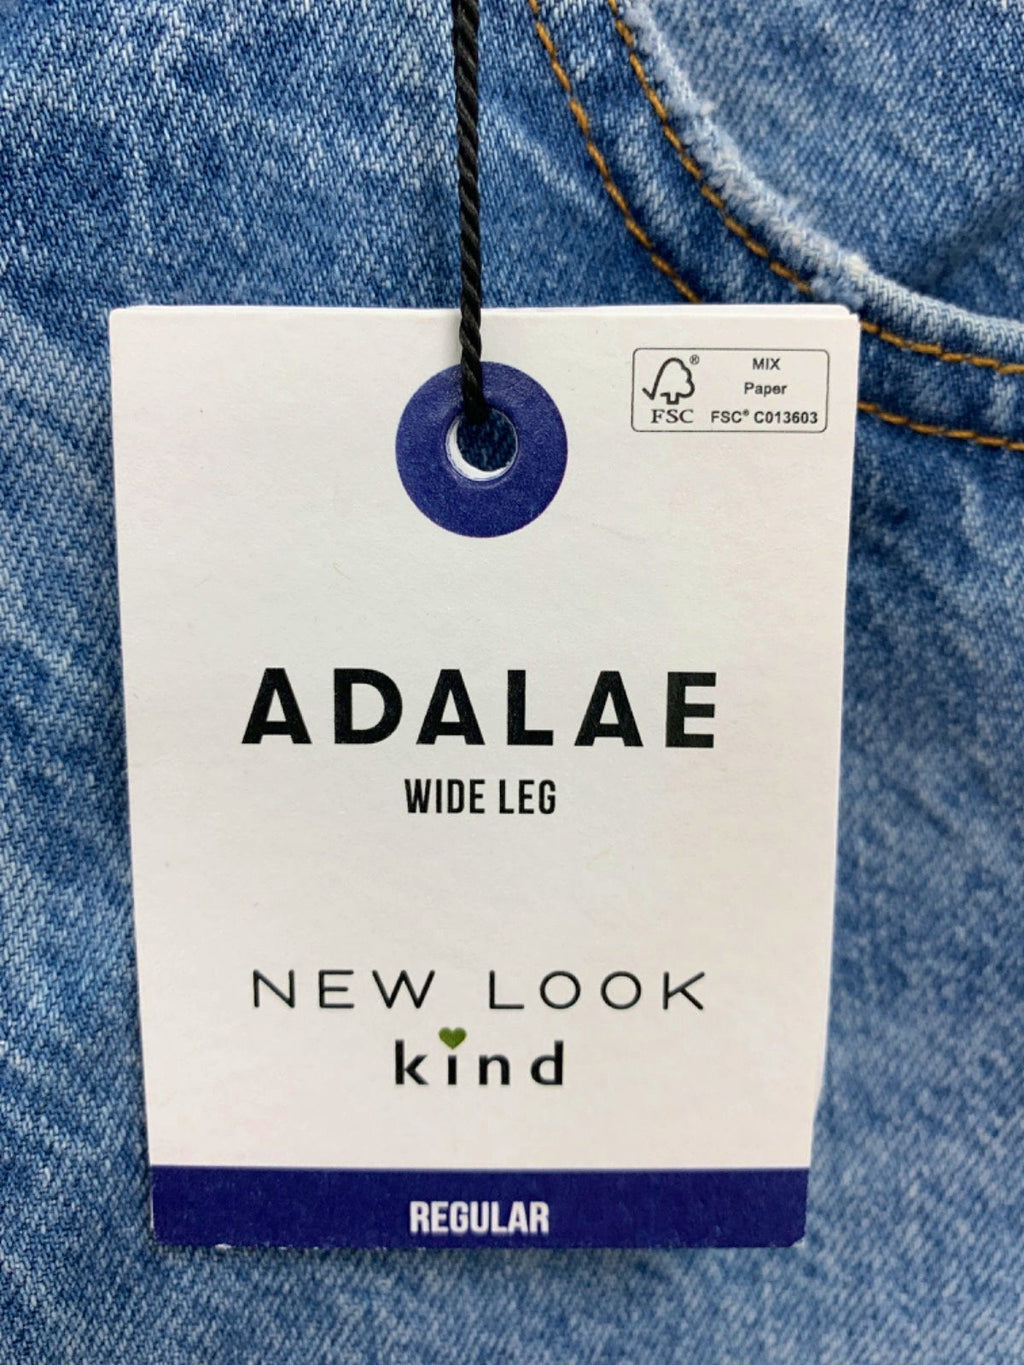 MIX
Paper
FSC® FSC® C013603
ADALAE
WIDE LEG
NEW LOOK
kind
REGULAR